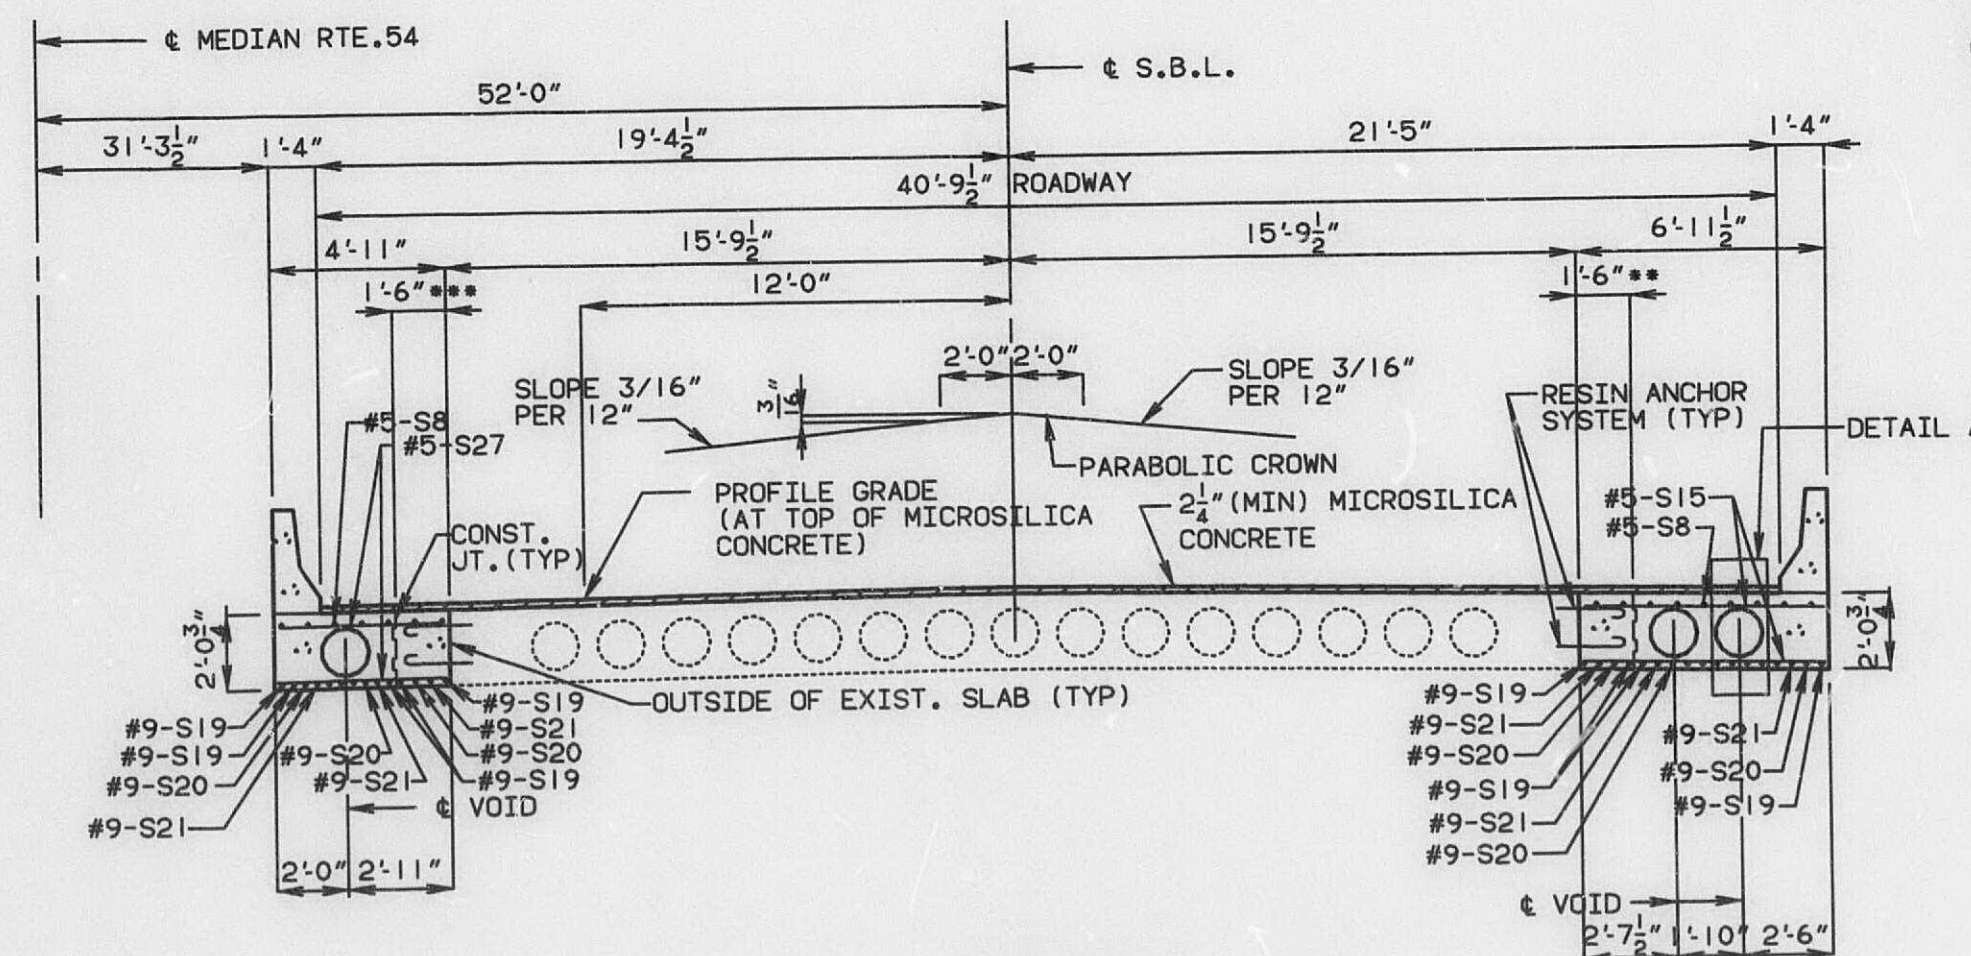 ℄ MEDIAN RTE.54
℄ S.B.L.
52'-0"
31'-3½"
1'-4"
19'-4½"
21'-5"
1'-4"
40'-9½" ROADWAY
4'-11"
15'-9½"
15'-9½"
6'-11½"
1'-6"***
12'-0"
1'-6"**
2'-0"
2'-0"
SLOPE 3/16"
PER 12"
3/16"
SLOPE 3/16"
PER 12"
RESIN ANCHOR
SYSTEM (TYP)
DETAIL
#5-S8
#5-S27
PARABOLIC CROWN
PROFILE GRADE
(AT TOP OF MICROSILICA
CONCRETE)
2¼"(MIN) MICROSILICA
CONCRETE
#5-S15
#5-S8
CONST.
JT.(TYP)
2'-0¾"
2'-0¾"
OUTSIDE OF EXIST. SLAB (TYP)
#9-S19
#9-S19
#9-S20
#9-S21
#9-S20
#9-S21
#9-S19
#9-S21
#9-S20
#9-S19
℄ VOID
#9-S19
#9-S21
#9-S20
#9-S19
#9-S21
#9-S20
#9-S21
#9-S20
#9-S19
2'-0"
2'-11"
℄ VOID
2'-7½"
1'-10"
2'-6"